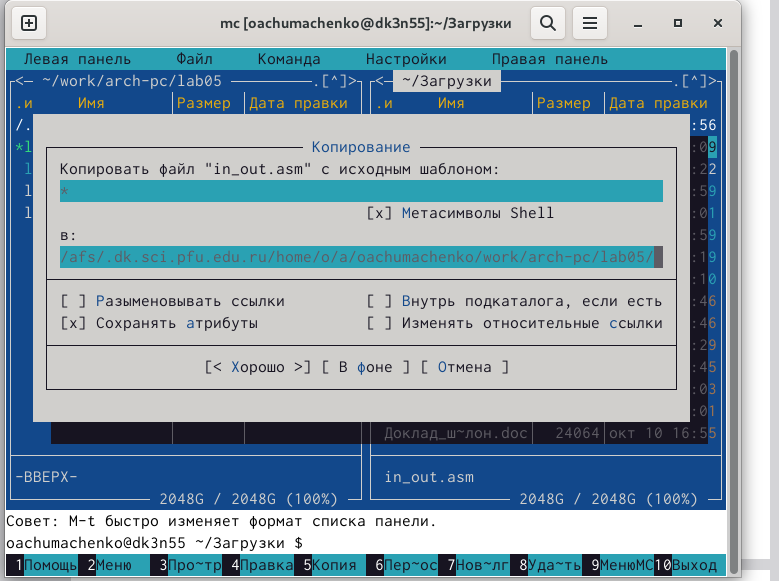 mc [oachumachenko@dk3n55]:~/Загрузки
Левая панель Файл Команда Настройки Правая панель
<— ~/work/arch-pc/lab05 .[^]> <— ~/Загрузки .[^]>
.и Имя Размер Дата правки .и Имя Размер Дата правки
/. :56
*l :09
l :22
l :59
l :01
:59
:19
:10
:46
:46
:29
:45
:03
:01
Копирование
Копировать файл "in_out.asm" с исходным шаблоном:
*
[x] Метасимволы Shell
в:
/afs/.dk.sci.pfu.edu.ru/home/o/a/oachumachenko/work/arch-pc/lab05/
[ ] Разыменовывать ссылки [ ] Внутрь подкаталога, если есть
[x] Сохранять атрибуты [ ] Изменять относительные ссылки
[< Хорошо >] [ В фоне ] [ Отмена ]
Доклад_ш~лон.doc 24064 окт 10 16:55
-ВВЕРХ- in_out.asm
2048G / 2048G (100%) 2048G / 2048G (100%)
Совет: M-t быстро изменяет формат списка панели.
oachumachenko@dk3n55 ~/Загрузки $
1Помощь 2Меню 3Про~тр 4Правка 5Копия 6Пер~ос 7Нов~лг 8Уда~ть 9МенюMC 10Выход